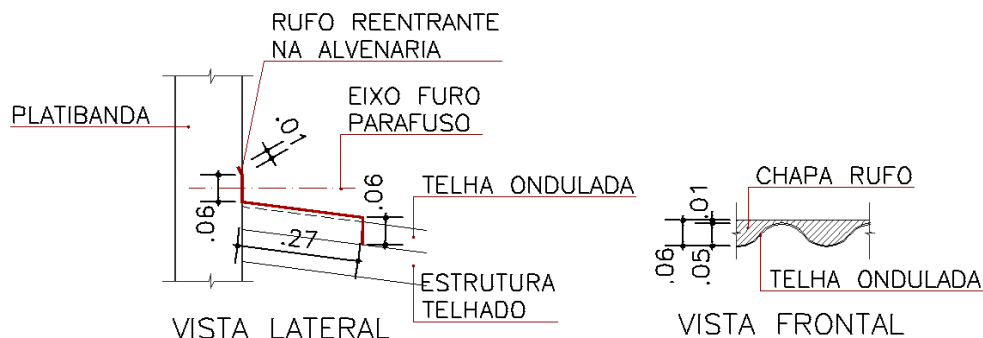 RUFO REENTRANTE
NA ALVENARIA
PLATIBANDA
EIXO FURO
PARAFUSO
.01
.06
.06
.27
TELHA ONDULADA
ESTRUTURA
TELHADO
VISTA LATERAL
CHAPA RUFO
.01
.06
.05
TELHA ONDULADA
VISTA FRONTAL